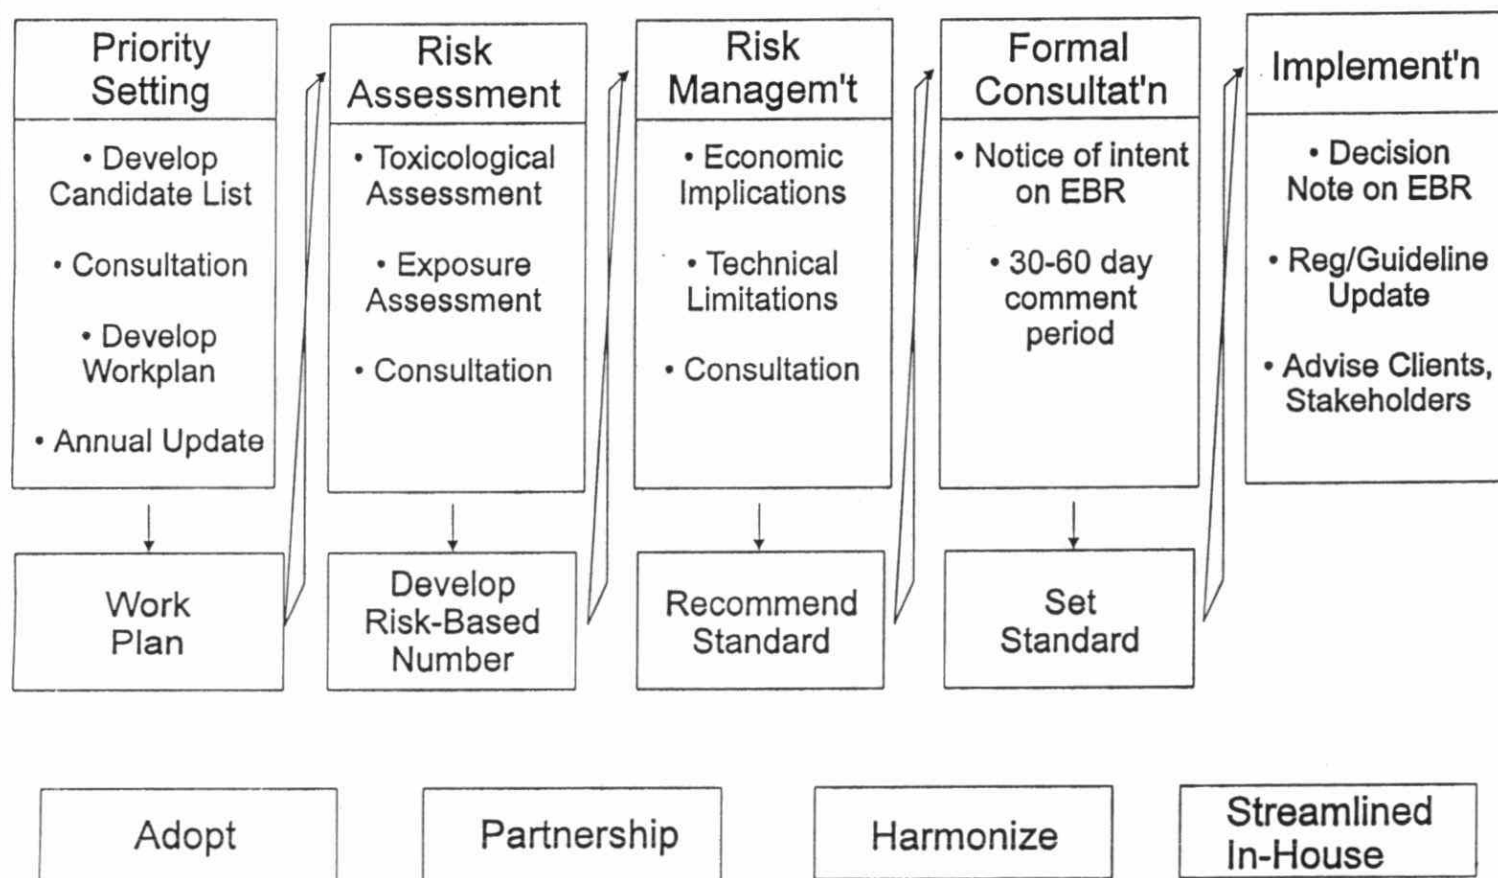 Priority
Setting
• Develop
Candidate List
• Consultation
• Develop
Workplan
• Annual Update
Work
Plan
Risk
Assessment
• Toxicological
Assessment
• Exposure
Assessment
• Consultation
Develop
Risk-Based
Number
Risk
Managem't
• Economic
Implications
• Technical
Limitations
• Consultation
Recommend
Standard
Formal
Consultat'n
• Notice of intent
on EBR
• 30-60 day
comment
period
Set
Standard
Implement'n
• Decision
Note on EBR
• Reg/Guideline
Update
• Advise Clients,
Stakeholders
Adopt
Partnership
Harmonize
Streamlined
In-House